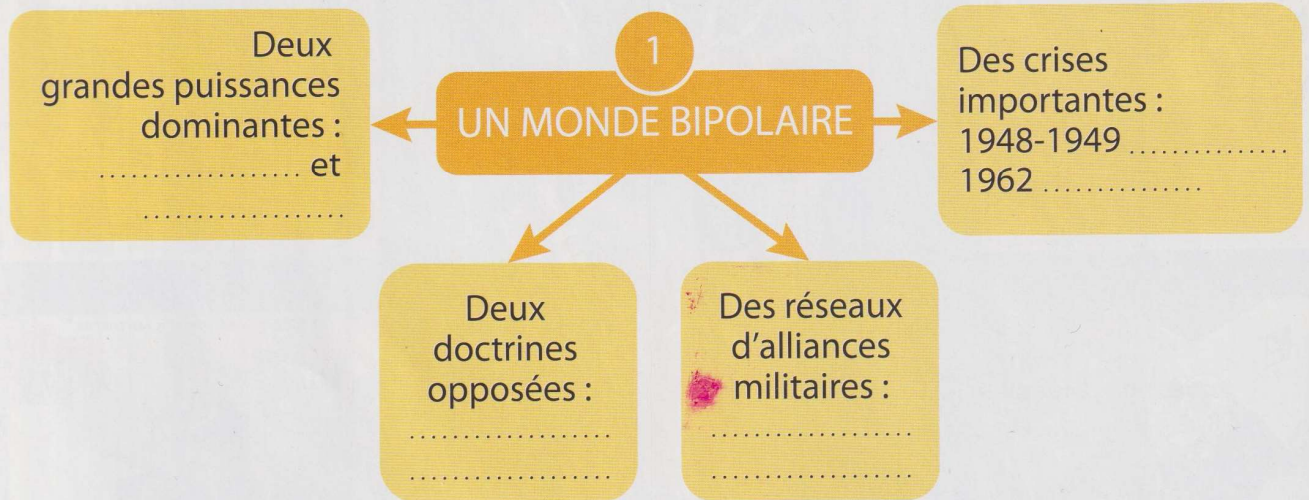 1
UN MONDE BIPOLAIRE
Deux
grandes puissances
dominantes :
................... et
...................
Des crises
importantes :
1948-1949 ...............
1962 ...............
Deux
doctrines
opposées :
...................
...................
Des réseaux
d'alliances
militaires :
...................
...................